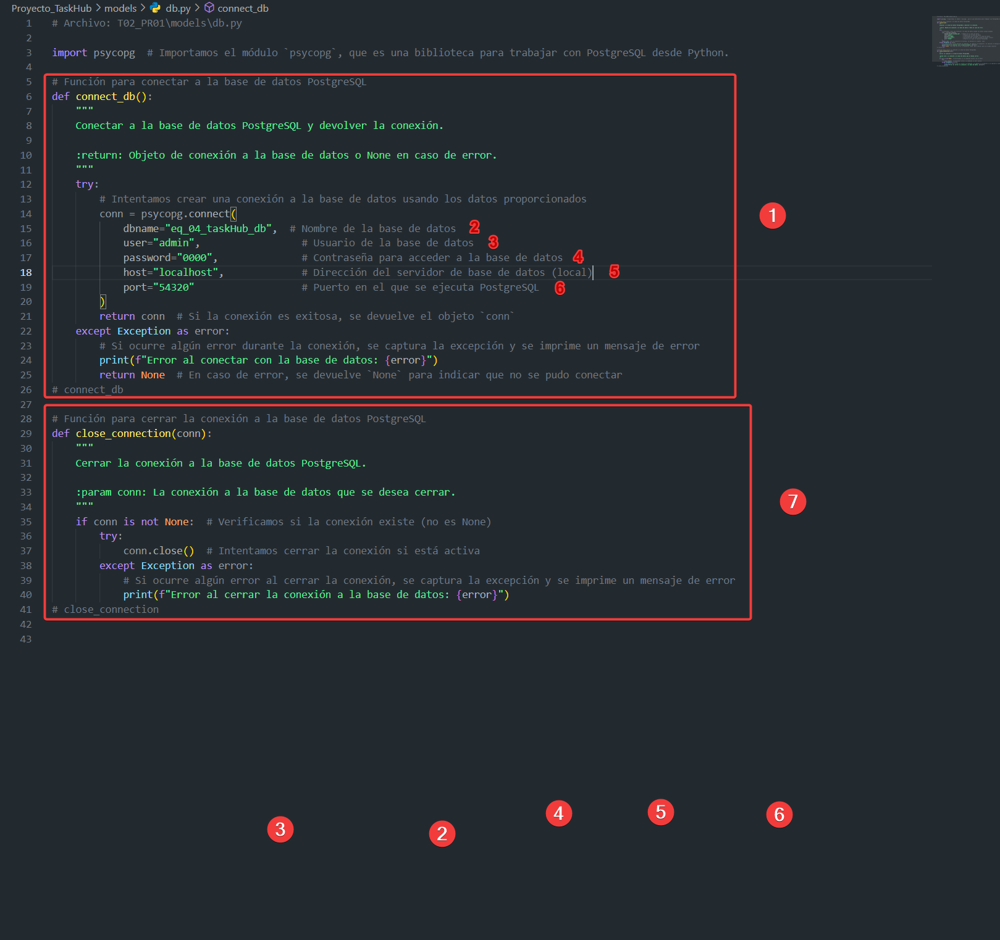 Proyecto_TaskHub > models > db.py > connect_db
1 # Archivo: T02_PR01\models\db.py
2
3 import psycopg  # Importamos el módulo `psycopg`, que es una biblioteca para trabajar con PostgreSQL desde Python.
4
5 # Función para conectar a la base de datos PostgreSQL
6 def connect_db():
7     """
8     Conectar a la base de datos PostgreSQL y devolver la conexión.
9
10     :return: Objeto de conexión a la base de datos o None en caso de error.
11     """
12     try:
13         # Intentamos crear una conexión a la base de datos usando los datos proporcionados
1
14         conn = psycopg.connect(
15             dbname="eq_04_taskHub_db",  # Nombre de la base de datos 2
16             user="admin",                 # Usuario de la base de datos 3
17             password="0000",              # Contraseña para acceder a la base de datos 4
18             host="localhost",             # Dirección del servidor de base de datos (local) 5
19             port="54320"                  # Puerto en el que se ejecuta PostgreSQL 6
20         )
21         return conn  # Si la conexión es exitosa, se devuelve el objeto `conn`
22     except Exception as error:
23         # Si ocurre algún error durante la conexión, se captura la excepción y se imprime un mensaje de error
24         print(f"Error al conectar con la base de datos: {error}")
25         return None  # En caso de error, se devuelve `None` para indicar que no se pudo conectar
26 # connect_db
27
28 # Función para cerrar la conexión a la base de datos PostgreSQL
29 def close_connection(conn):
30     """
31     Cerrar la conexión a la base de datos PostgreSQL.
32
33     :param conn: La conexión a la base de datos que se desea cerrar.
7
34     """
35     if conn is not None:  # Verificamos si la conexión existe (no es None)
36         try:
37             conn.close()  # Intentamos cerrar la conexión si está activa
38         except Exception as error:
39             # Si ocurre algún error al cerrar la conexión, se captura la excepción y se imprime un mensaje de error
40             print(f"Error al cerrar la conexión a la base de datos: {error}")
41 # close_connection
42
43
3 2 4 5 6